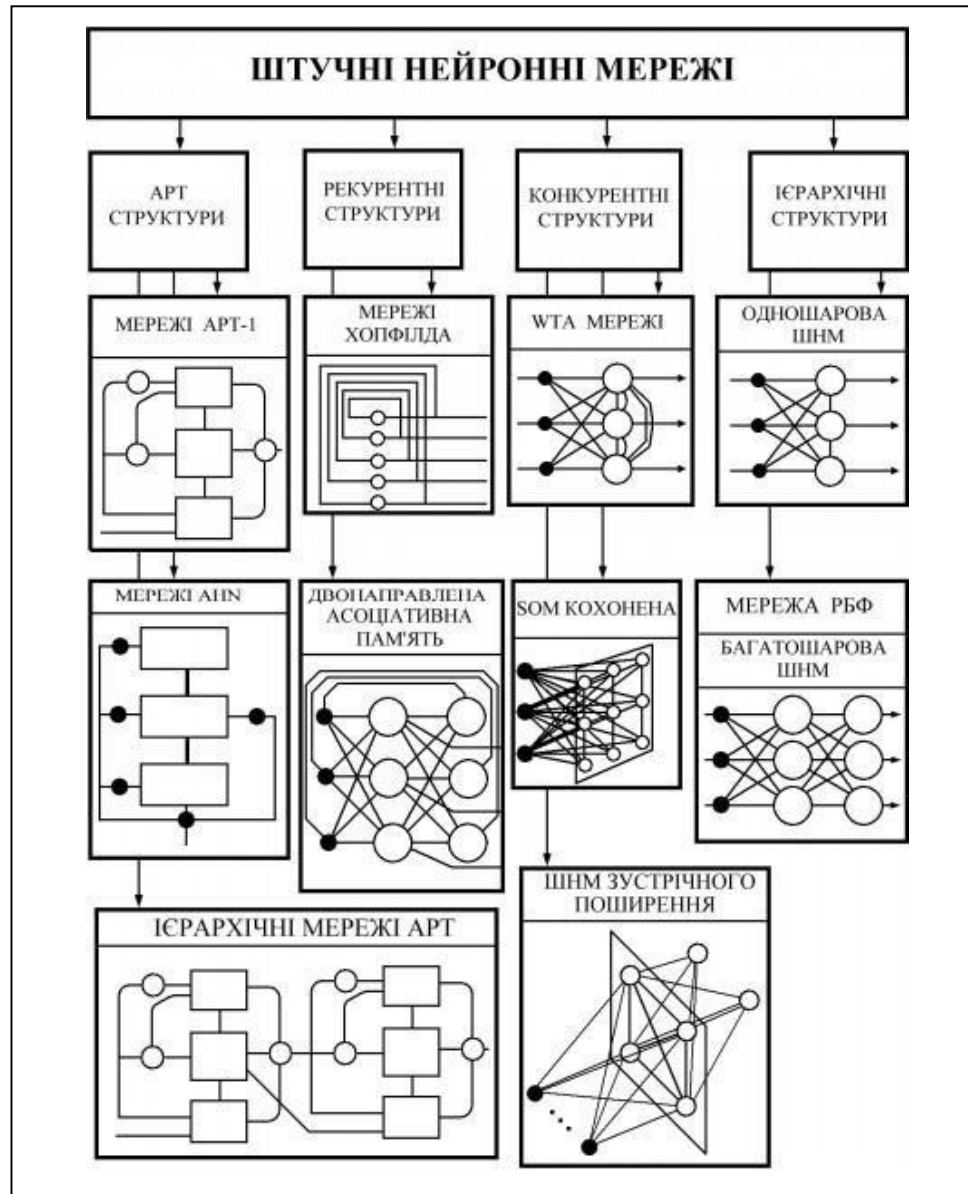 ШТУЧНІ НЕЙРОННІ МЕРЕЖІ
АРТ
СТРУКТУРИ
РЕКУРЕНТНІ
СТРУКТУРИ
КОНКУРЕНТНІ
СТРУКТУРИ
ІЄРАРХІЧНІ
СТРУКТУРИ
МЕРЕЖІ АРТ-1
МЕРЕЖІ
ХОПФІЛДА
WTA МЕРЕЖІ
ОДНОШАРОВА
ШНМ
МЕРЕЖІ AHN
ДВОНАПРАВЛЕНА
АСОЦІАТИВНА
ПАМ'ЯТЬ
SOM КОХОНЕНА
МЕРЕЖА РБФ
БАГАТОШАРОВА
ШНМ
ІЄРАРХІЧНІ МЕРЕЖІ АРТ
ШНМ ЗУСТРІЧНОГО
ПОШИРЕННЯ